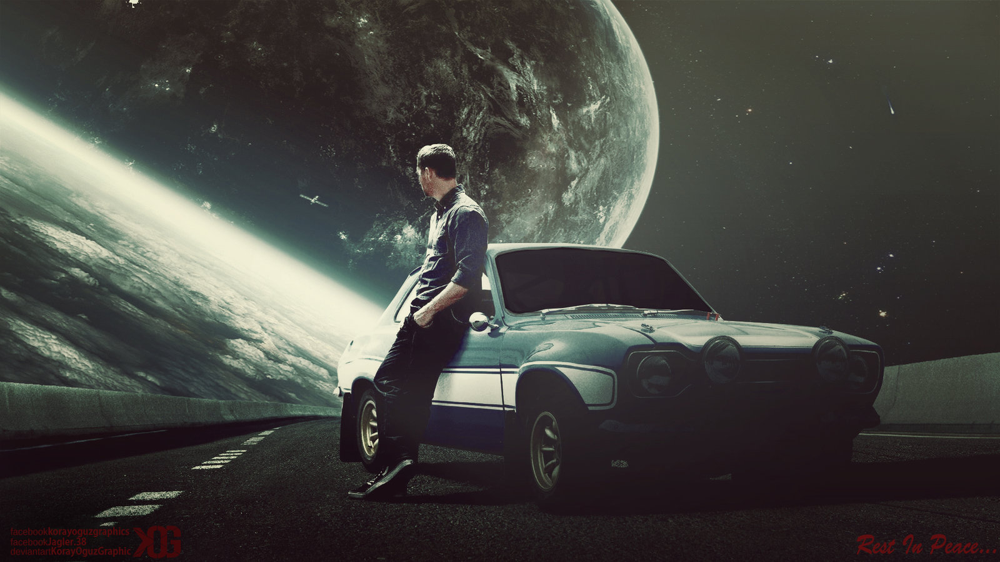 facebookkorayoguzgraphics
facebookJagler.38
deviantartKorayOguzGraphic
KOG
Rest In Peace...